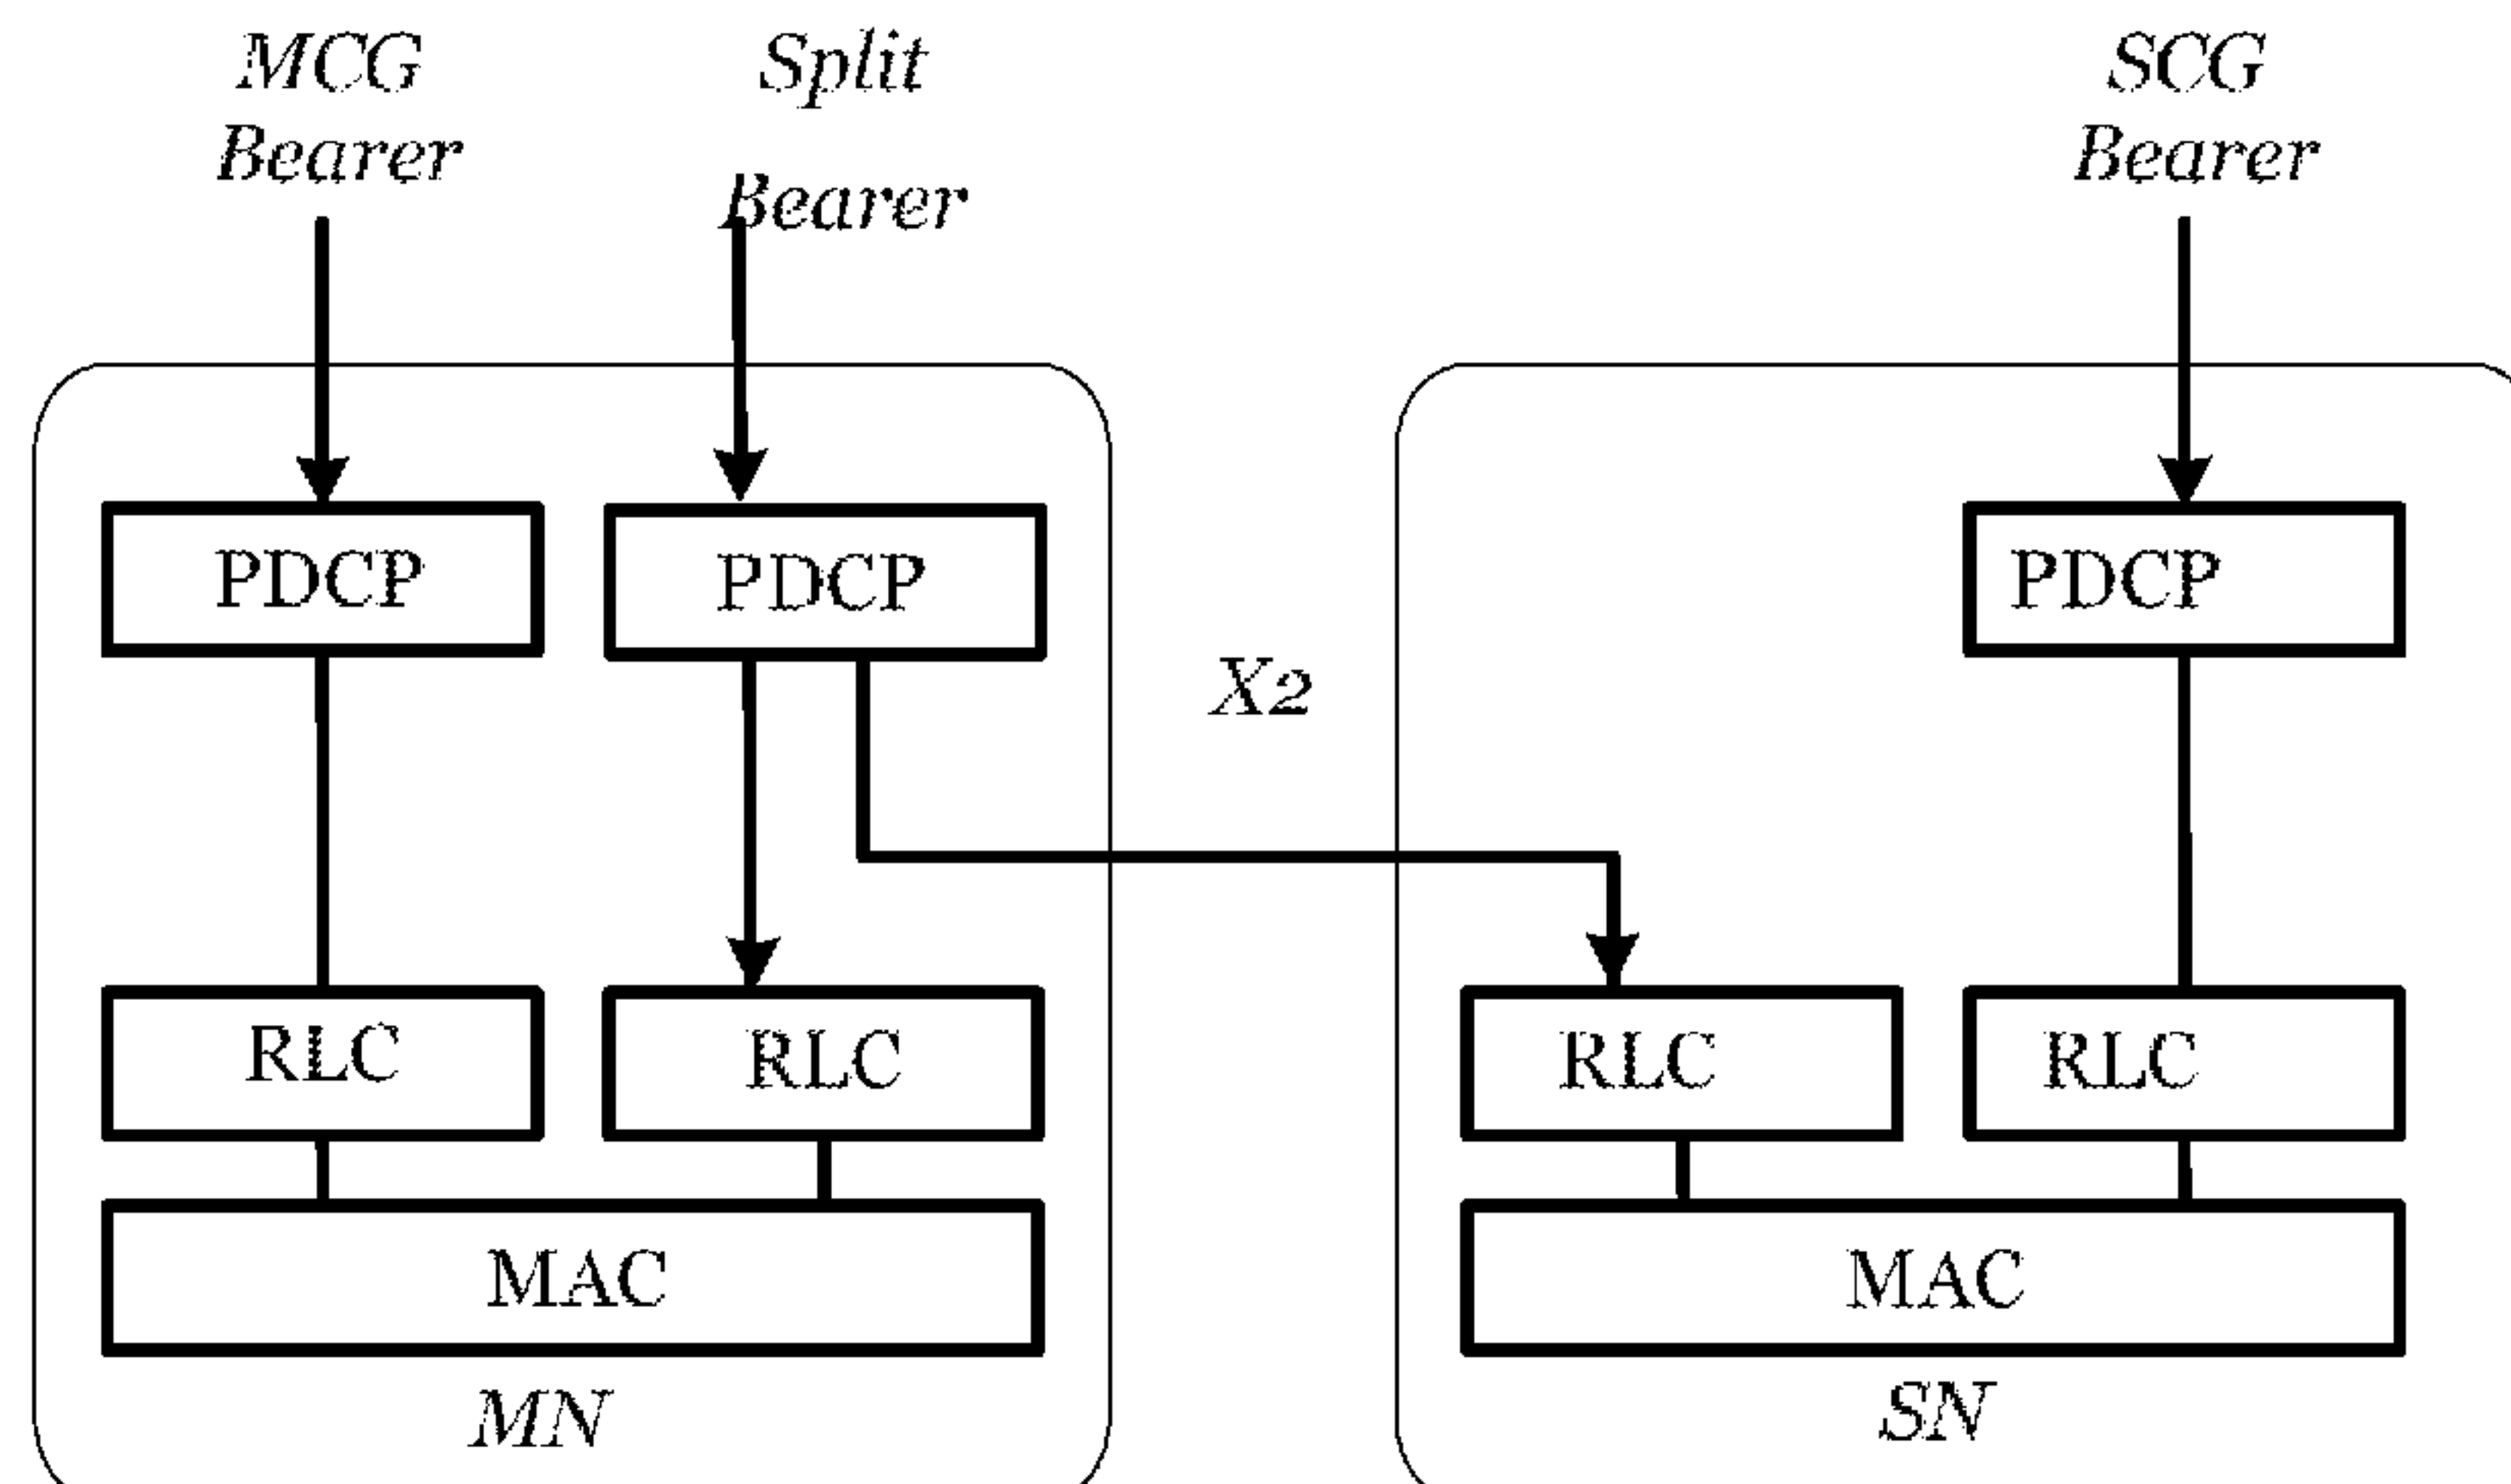 MCG
Bearer
Split
Bearer
SCG
Bearer
PDCP
PDCP
PDCP
X2
RLC
RLC
RLC
RLC
MAC
MAC
MN
SN